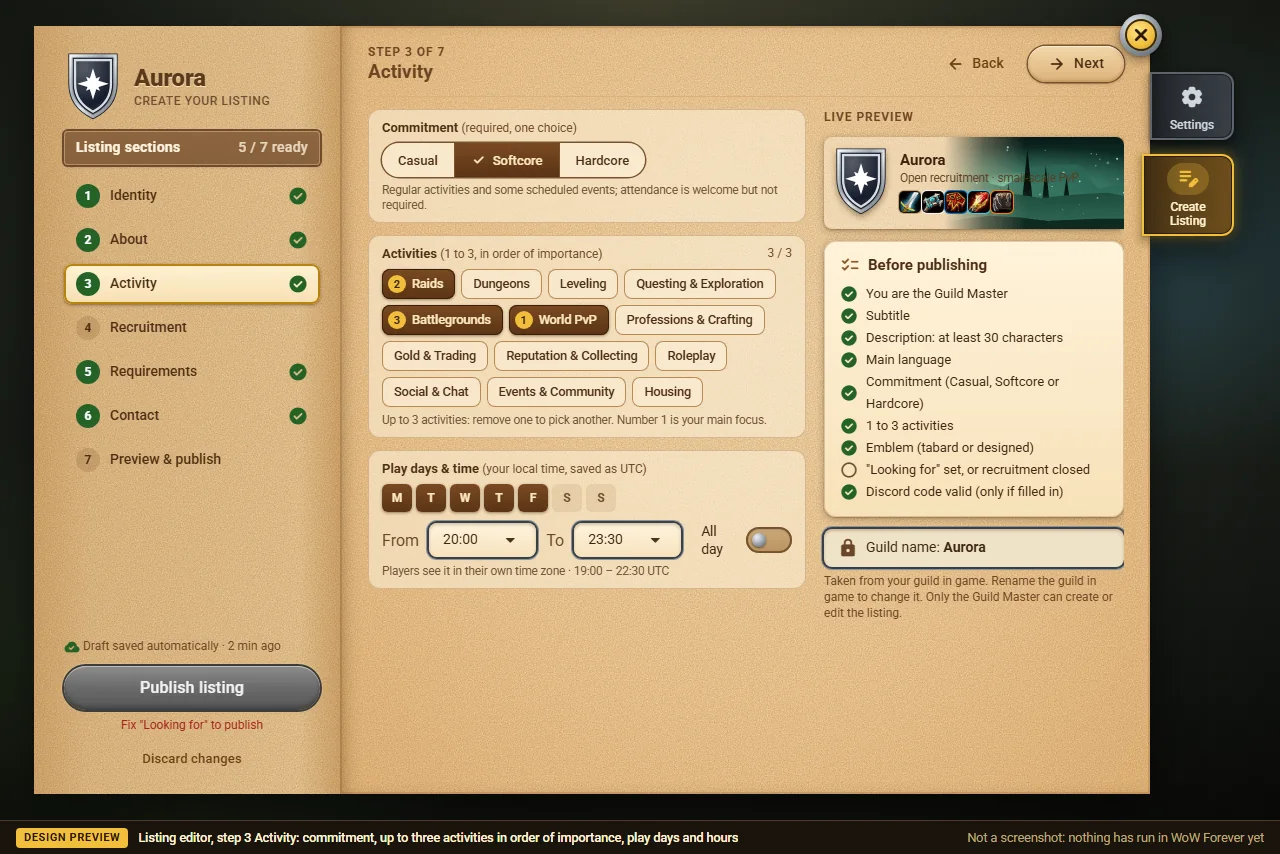 Aurora
CREATE YOUR LISTING
Listing sections 5 / 7 ready
1 Identity
2 About
3 Activity
4 Recruitment
5 Requirements
6 Contact
7 Preview & publish
Draft saved automatically · 2 min ago
Publish listing
Fix "Looking for" to publish
Discard changes
STEP 3 OF 7
Activity
Back
Next
Commitment (required, one choice)
Casual Softcore Hardcore
Regular activities and some scheduled events; attendance is welcome but not
required.
Activities (1 to 3, in order of importance) 3 / 3
2 Raids Dungeons Leveling Questing & Exploration
3 Battlegrounds 1 World PvP Professions & Crafting
Gold & Trading Reputation & Collecting Roleplay
Social & Chat Events & Community Housing
Up to 3 activities: remove one to pick another. Number 1 is your main focus.
Play days & time (your local time, saved as UTC)
M T W T F S S
From 20:00 To 23:30 All
day
Players see it in their own time zone · 19:00 – 22:30 UTC
LIVE PREVIEW
Aurora
Open recruitment · small-scale PvP
Before publishing
You are the Guild Master
Subtitle
Description: at least 30 characters
Main language
Commitment (Casual, Softcore or
Hardcore)
1 to 3 activities
Emblem (tabard or designed)
"Looking for" set, or recruitment closed
Discord code valid (only if filled in)
Guild name: Aurora
Taken from your guild in game. Rename the guild in
game to change it. Only the Guild Master can create or
edit the listing.
Settings
Create
Listing
DESIGN PREVIEW Listing editor, step 3 Activity: commitment, up to three activities in order of importance, play days and hours
Not a screenshot: nothing has run in WoW Forever yet